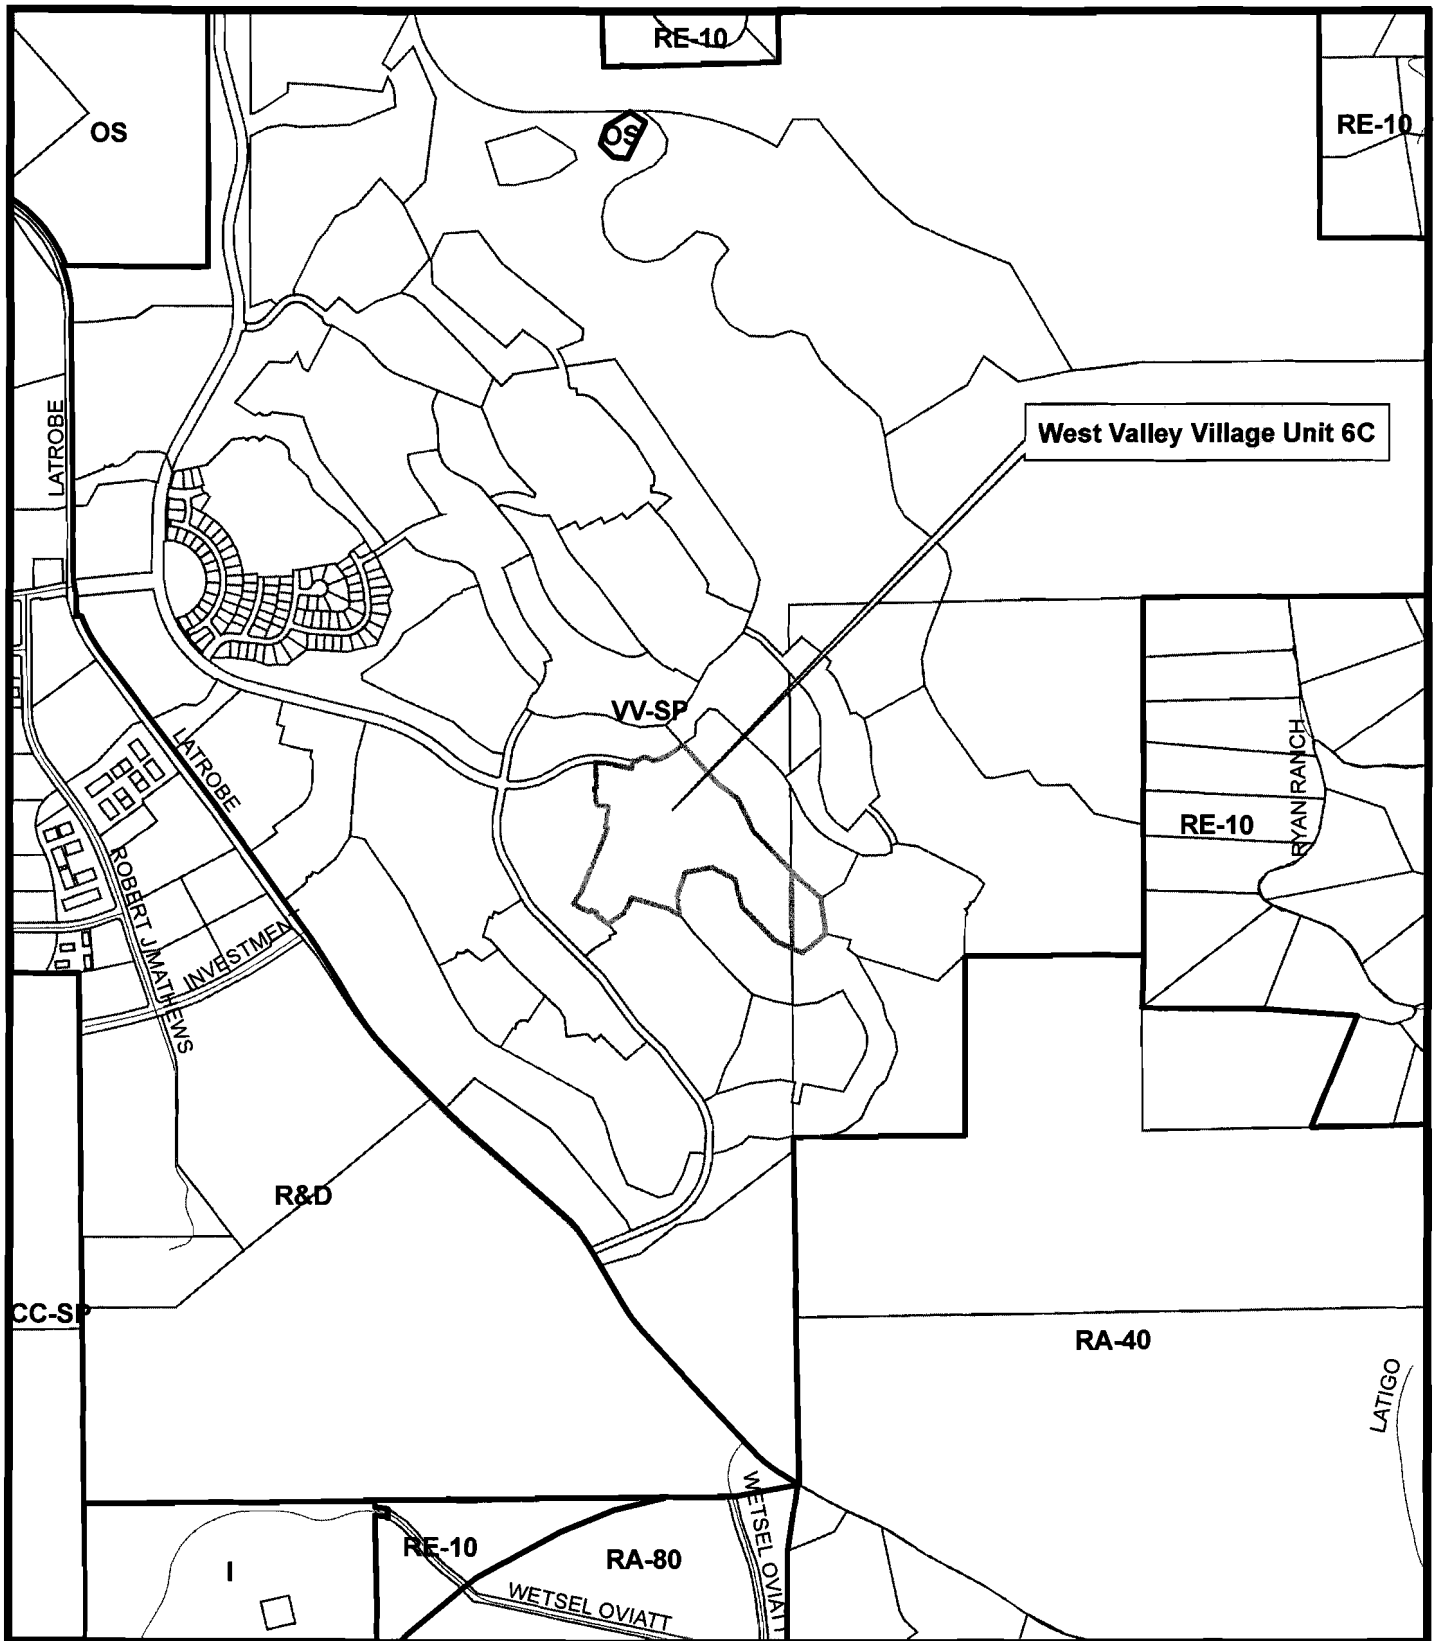 RE-10
OS
OS
RE-10
LATROBE
West Valley Village Unit 6C
VV-SP
LATROBE
RYAN RANCH
RE-10
ROBERT J MATHEWS
INVESTMENT
R&D
CC-SP
RA-40
LATIGO
WETSEL OVIATT
RE-10
RA-80
I
WETSEL OVIATT